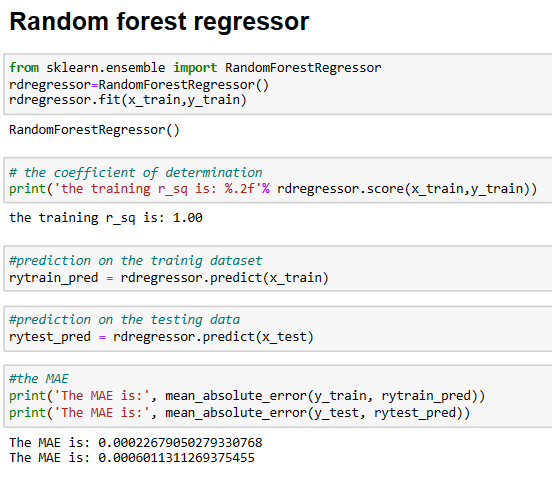 Random forest regressor
from sklearn.ensemble import RandomForestRegressor
rdregressor=RandomForestRegressor()
rdregressor.fit(x_train,y_train)
RandomForestRegressor()
# the coefficient of determination
print('the training r_sq is: %.2f'% rdregressor.score(x_train,y_train))
the training r_sq is: 1.00
#prediction on the trainig dataset
rytrain_pred = rdregressor.predict(x_train)
#prediction on the testing data
rytest_pred = rdregressor.predict(x_test)
#the MAE
print('The MAE is:', mean_absolute_error(y_train, rytrain_pred))
print('The MAE is:', mean_absolute_error(y_test, rytest_pred))
The MAE is: 0.00022679050279330768
The MAE is: 0.0006011311269375455